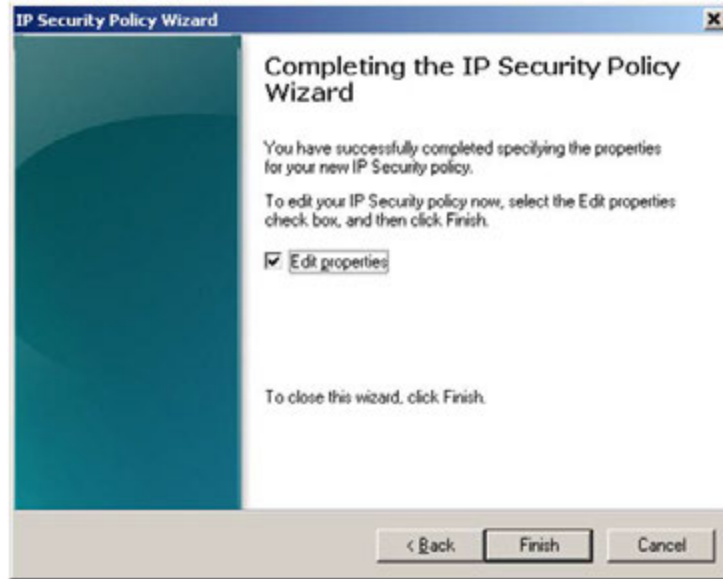 IP Security Policy Wizard
Completing the IP Security Policy
Wizard
You have successfully completed specifying the properties
for your new IP Security policy.
To edit your IP Security policy now, select the Edit properties
check box, and then click Finish.
Edit properties
To close this wizard, click Finish.
< Back Finish Cancel